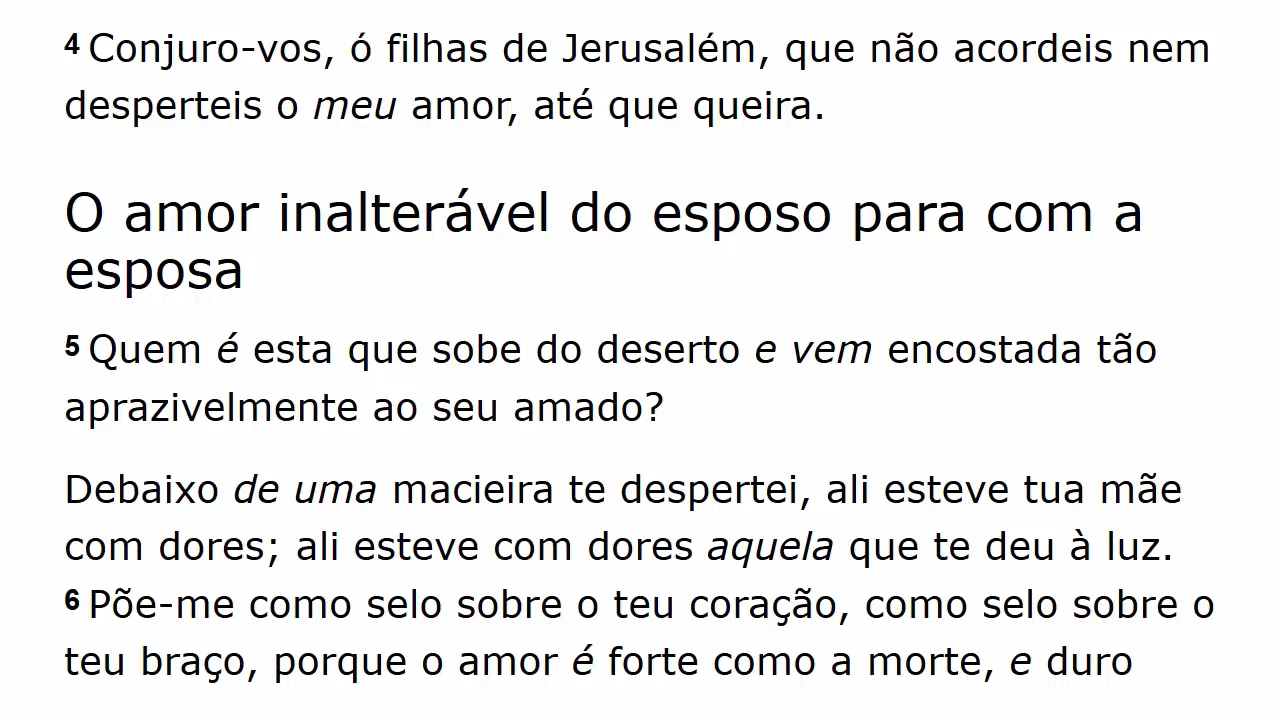 4 Conjuro-vos, ó filhas de Jerusalém, que não acordeis nem
desperteis o meu amor, até que queira.
O amor inalterável do esposo para com a
esposa
5 Quem é esta que sobe do deserto e vem encostada tão
aprazivelmente ao seu amado?
Debaixo de uma macieira te despertei, ali esteve tua mãe
com dores; ali esteve com dores aquela que te deu à luz.
6 Põe-me como selo sobre o teu coração, como selo sobre o
teu braço, porque o amor é forte como a morte, e duro